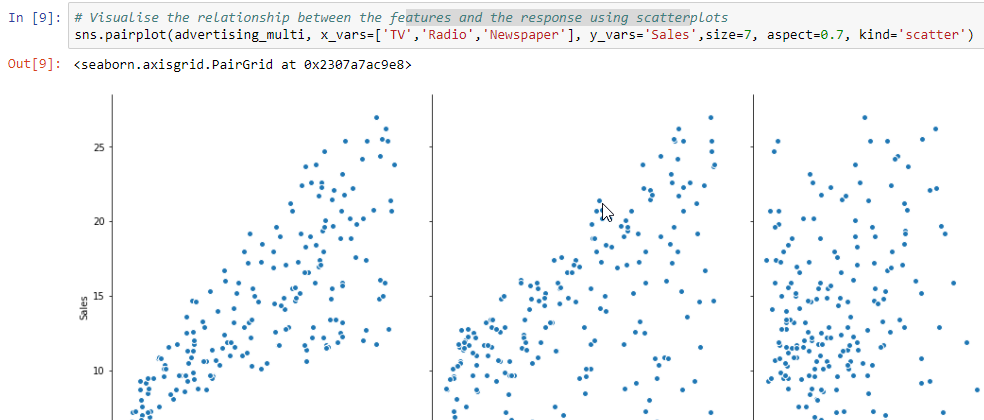 In [9]: # Visualise the relationship between the features and the response using scatterplots
sns.pairplot(advertising_multi, x_vars=['TV','Radio','Newspaper'], y_vars='Sales',size=7, aspect=0.7, kind='scatter')
Out[9]: <seaborn.axisgrid.PairGrid at 0x2307a7ac9e8>
25
20
15
Sales
10